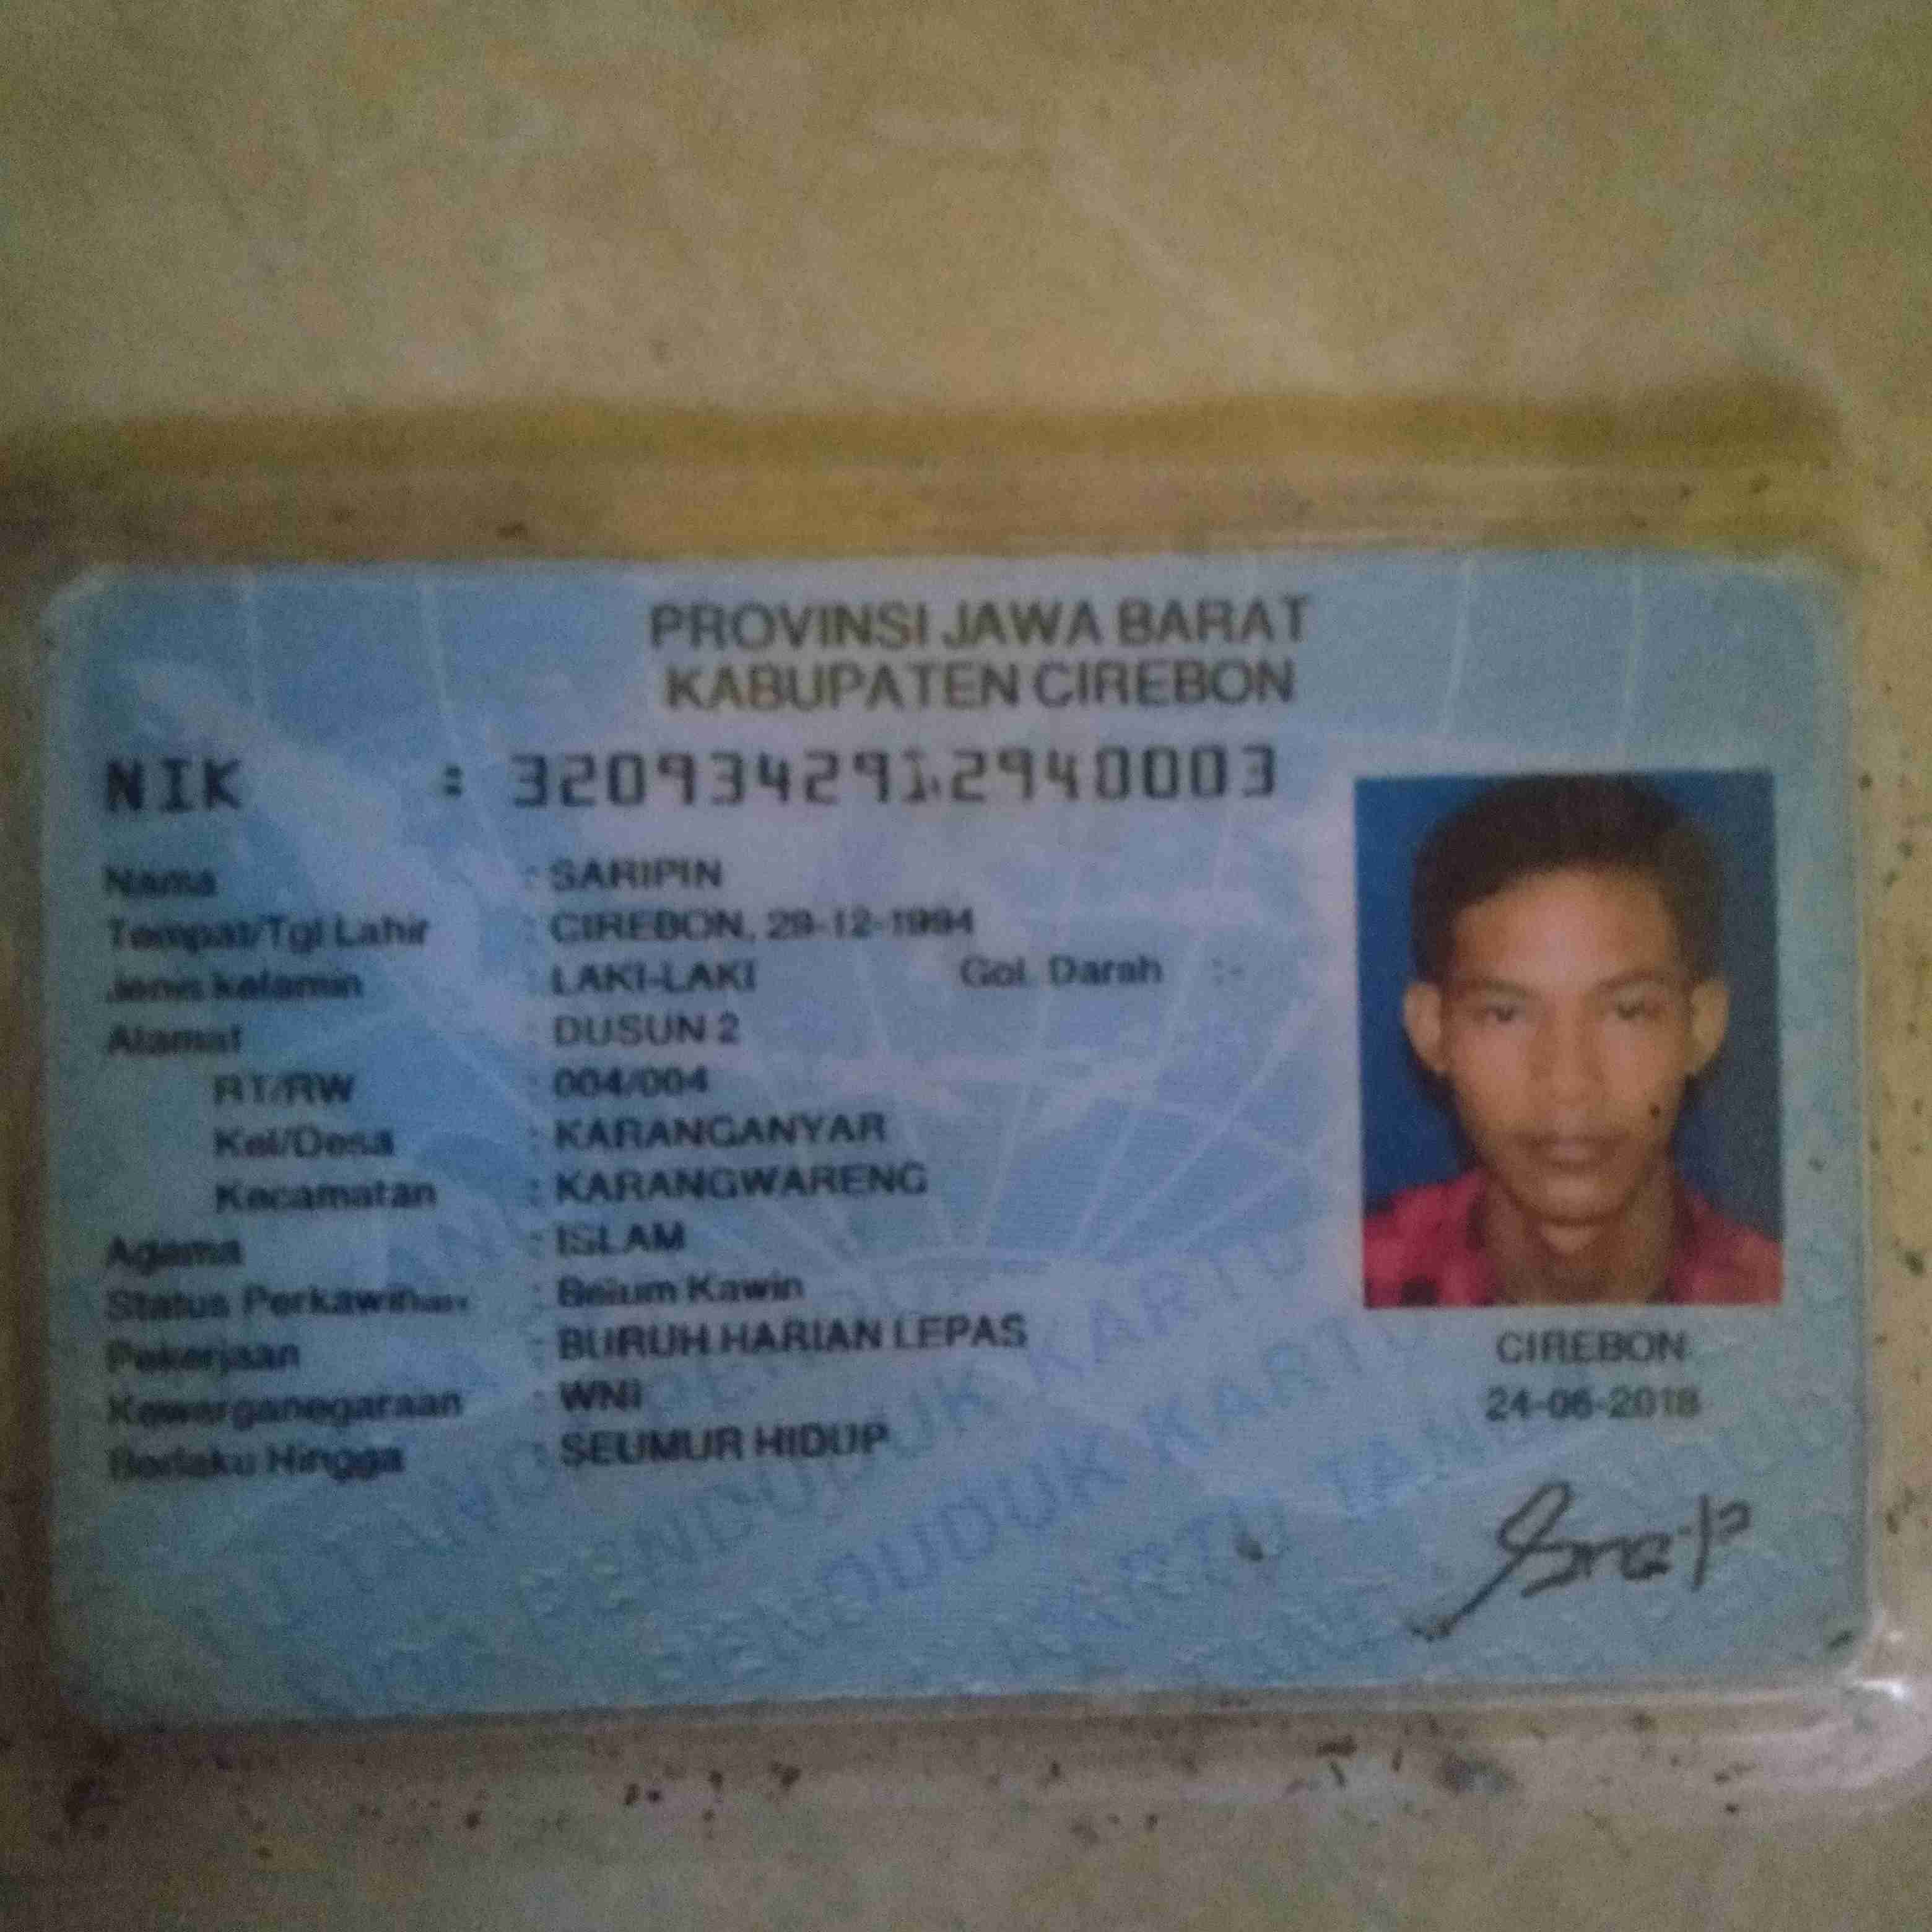 PROVINSI JAWA BARAT
KABUPATEN CIREBON
NIK : 3209342912940003
Nama : SARIPIN
Tempat/Tgl Lahir : CIREBON, 29-12-1994
Jenis kelamin : LAKI-LAKI Gol. Darah :-
Alamat : DUSUN 2
RT/RW : 004/004
Kel/Desa : KARANGANYAR
Kecamatan : KARANGWARENG
Agama : ISLAM
Status Perkawinan : Belum Kawin
Pekerjaan : BURUH HARIAN LEPAS
Kewarganegaraan : WNI
Berlaku Hingga : SEUMUR HIDUP
CIREBON
24-06-2018